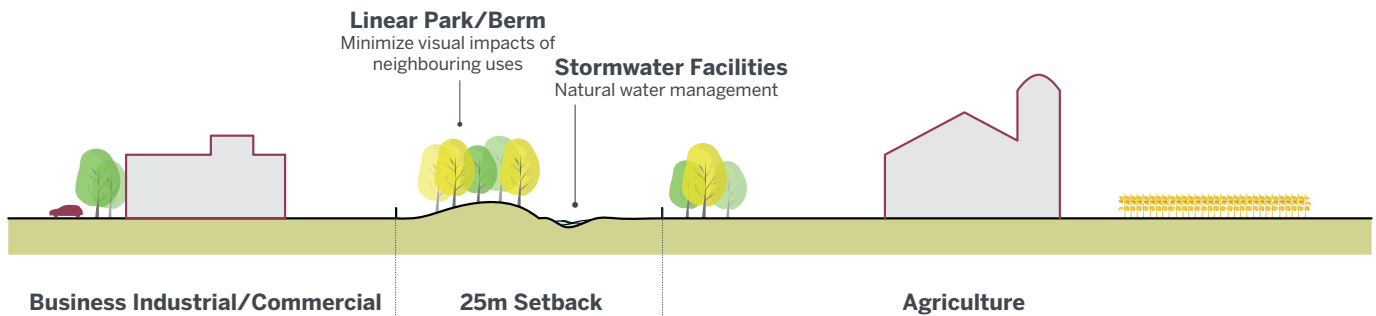 Linear Park/Berm
Minimize visual impacts of
neighbouring uses
Stormwater Facilities
Natural water management
Business Industrial/Commercial
25m Setback
Agriculture